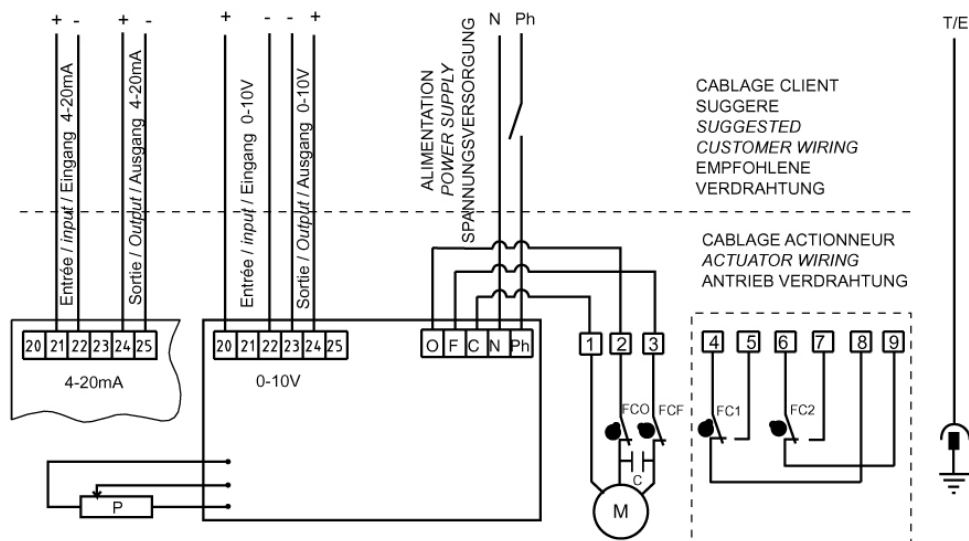 + - + -
+ - - +
N Ph
T/E
Entrée / input / Eingang 4-20mA
Sortie / Output / Ausgang 4-20mA
Entrée / input / Eingang 0-10V
Sortie / Output / Ausgang 0-10V
ALIMENTATION
POWER SUPPLY
SPANNUNGSVERSORGUNG
CABLAGE CLIENT
SUGGERE
SUGGESTED
CUSTOMER WIRING
EMPFOHLENE
VERDRAHTUNG
CABLAGE ACTIONNEUR
ACTUATOR WIRING
ANTRIEB VERDRAHTUNG
20 21 22 23 24 25
4-20mA
20 21 22 23 24 25
0-10V
O F C N Ph
1 2 3
4 5 6 7 8 9
FCO FCF
FC1 FC2
C
M
P